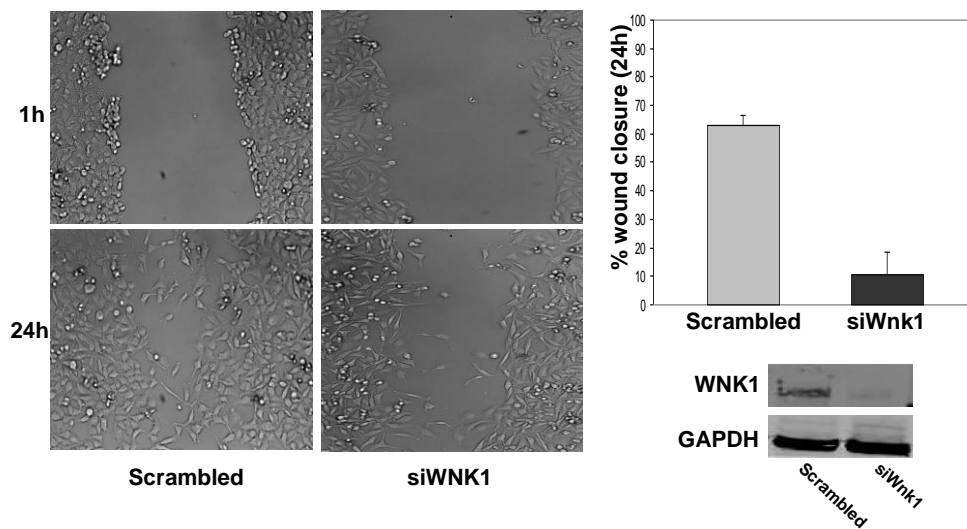 1h
24h
Scrambled
siWNK1
% wound closure (24h)
100
90
80
70
60
50
40
30
20
10
0
Scrambled
siWnk1
WNK1
GAPDH
Scrambled
siWnk1